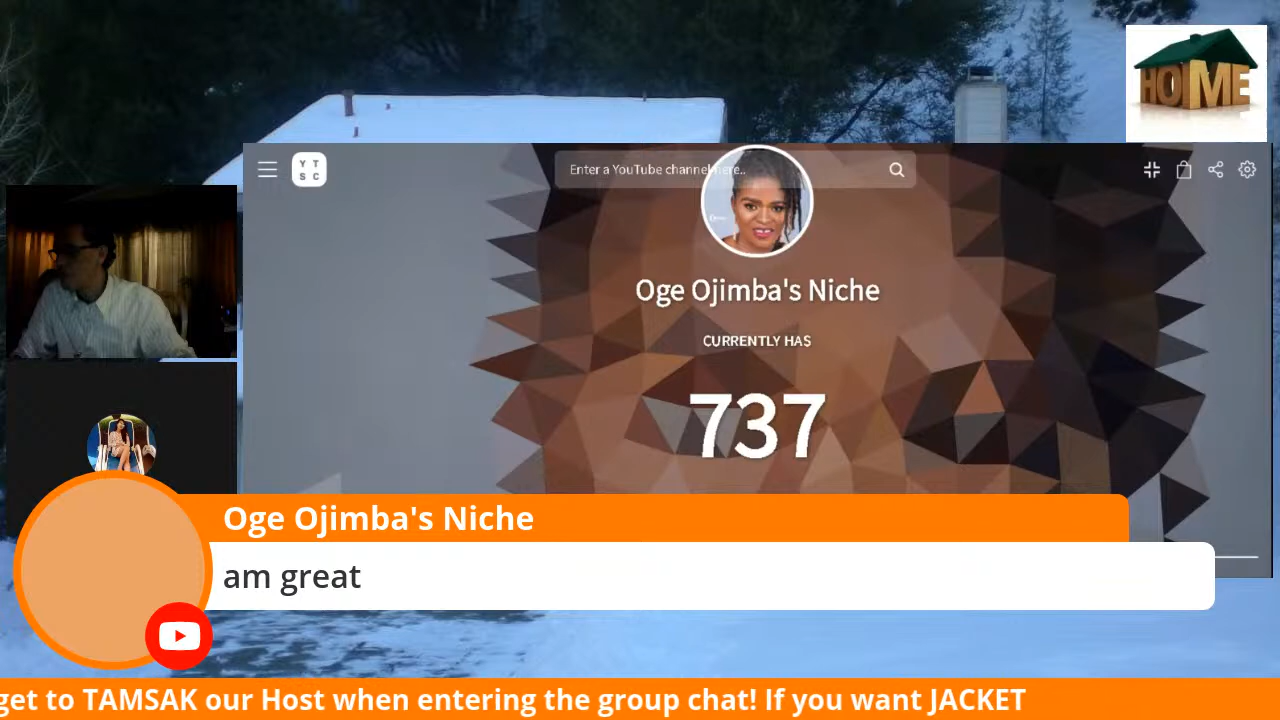 HOME
Y T
S C
Enter a YouTube channel here..
Oge Ojimba's Niche
CURRENTLY HAS
737
Oge Ojimba's Niche
am great
get to TAMSAK our Host when entering the group chat! If you want JACKET